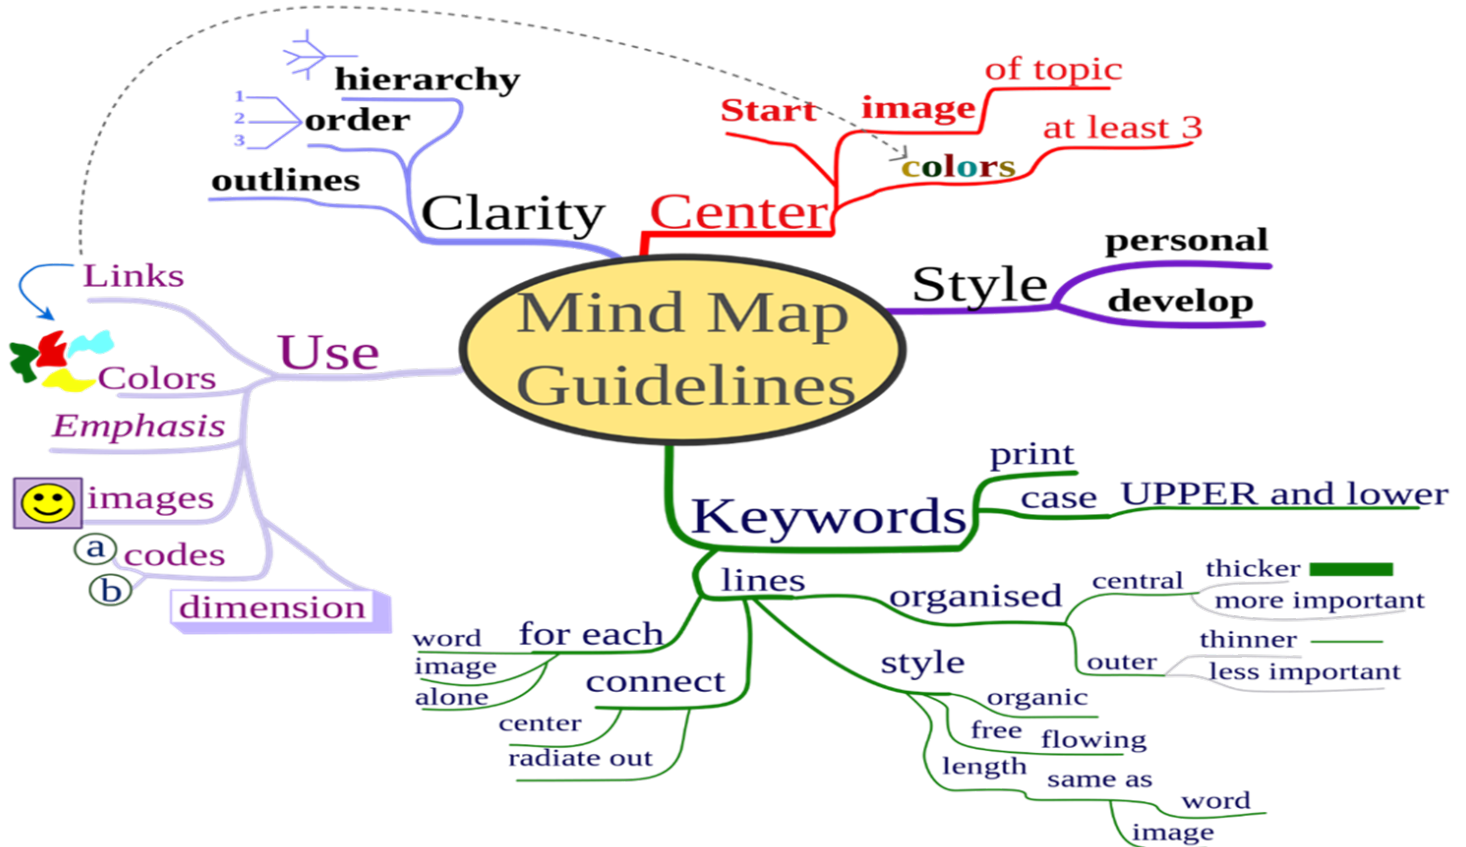 Mind Map
Guidelines
Clarity
hierarchy
order
1
2
3
outlines
Center
Start
image
of topic
colors
at least 3
Style
personal
develop
Use
Links
Colors
Emphasis
images
codes
a
b
dimension
Keywords
print
case
UPPER and lower
lines
organised
central
thicker
more important
outer
thinner
less important
style
organic
free flowing
length
same as
word
image
connect
center
radiate out
for each
word
image
alone